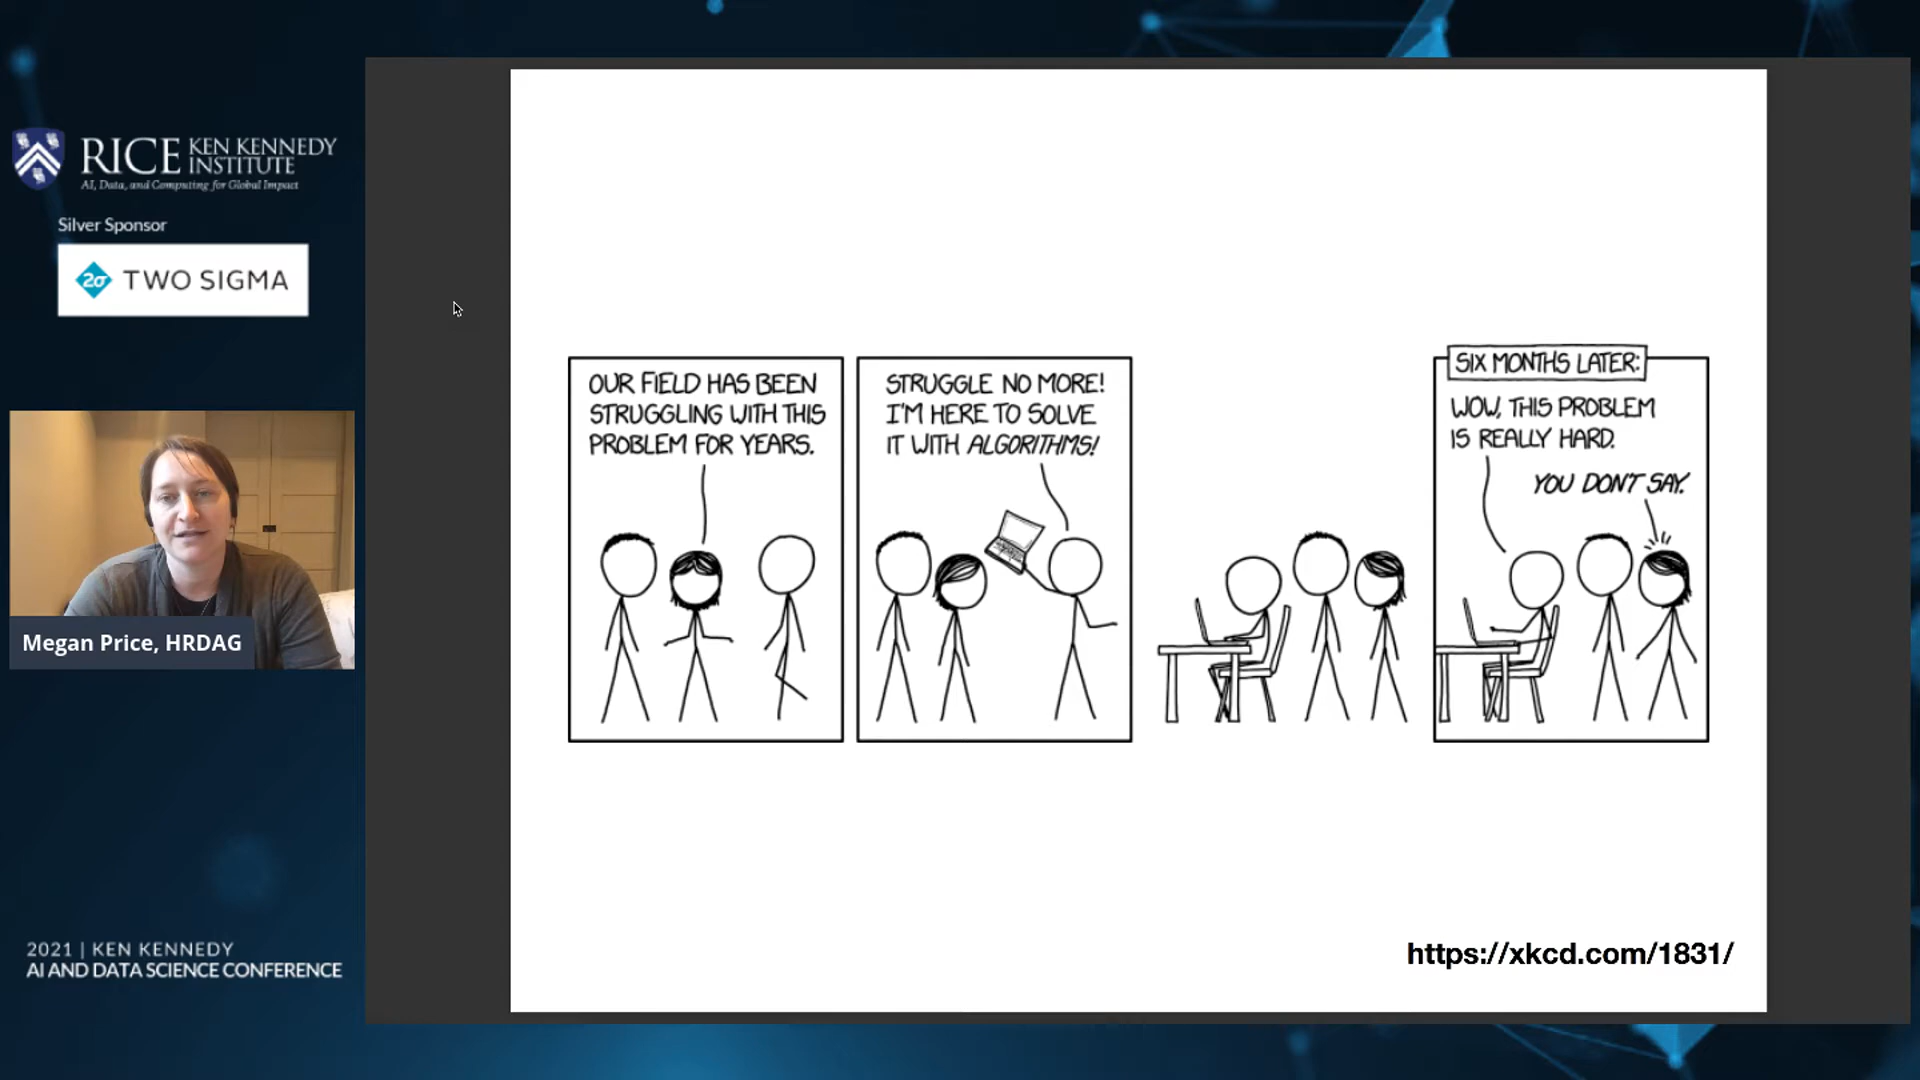 RICE KEN KENNEDY
INSTITUTE
AI, Data, and Computing for Global Impact
Silver Sponsor
2σ TWO SIGMA
Megan Price, HRDAG
2021 | KEN KENNEDY
AI AND DATA SCIENCE CONFERENCE
OUR FIELD HAS BEEN
STRUGGLING WITH THIS
PROBLEM FOR YEARS.
STRUGGLE NO MORE!
I'M HERE TO SOLVE
IT WITH ALGORITHMS!
SIX MONTHS LATER:
WOW, THIS PROBLEM
IS REALLY HARD.
YOU DON'T SAY.
https://xkcd.com/1831/